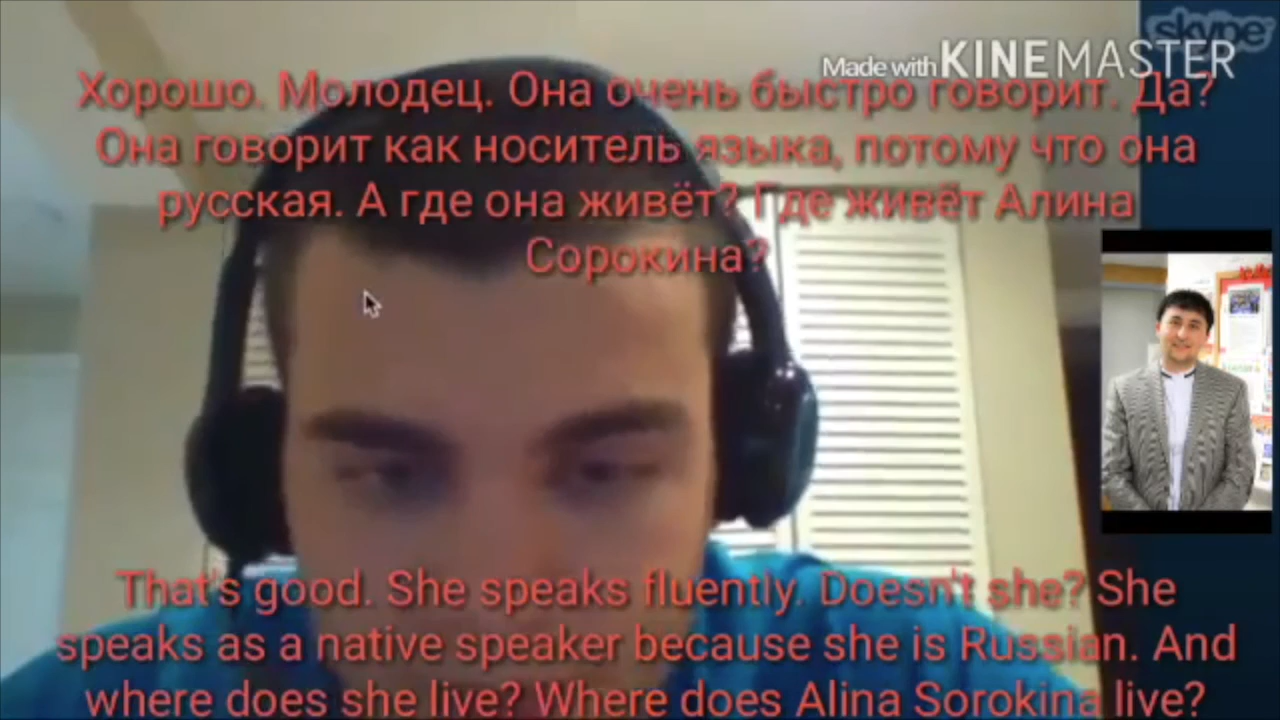 skype
Made with KINEMASTER
Хорошо. Молодец. Она очень быстро говорит. Да?
Она говорит как носитель языка, потому что она
русская. А где она живёт? Где живёт Алина
Сорокина?
That's good. She speaks fluently. Doesn't she? She
speaks as a native speaker because she is Russian. And
where does she live? Where does Alina Sorokina live?